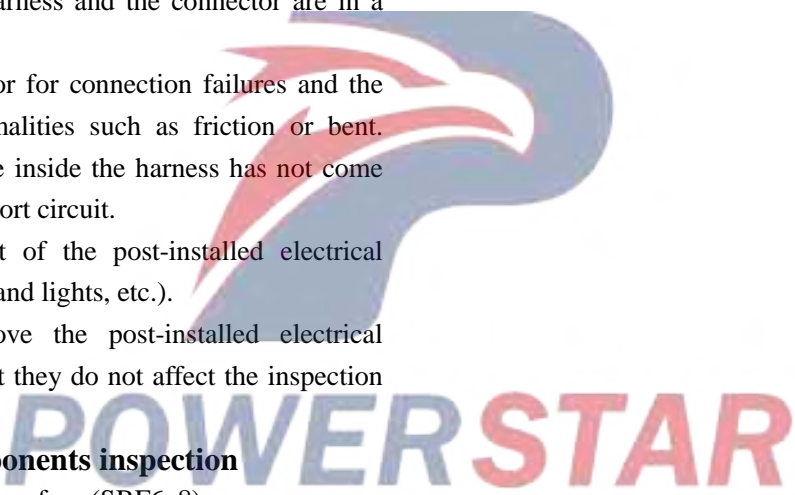 harness and the connector are in a
or for connection failures and the
nalities such as friction or bent.
e inside the harness has not come
ort circuit.
t of the post-installed electrical
and lights, etc.).
ove the post-installed electrical
t they do not affect the inspection
POWERSTAR
ponents inspection
(SBF6, 8)